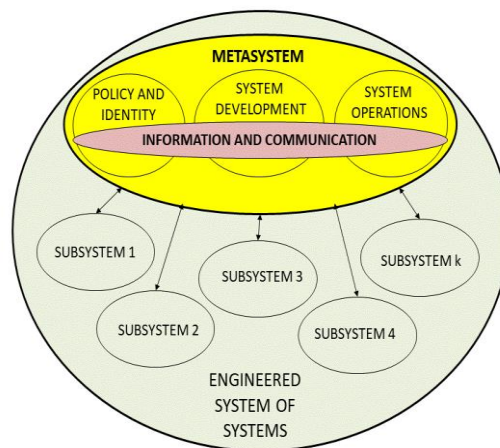 METASYSTEM
POLICY AND
IDENTITY
SYSTEM
DEVELOPMENT
SYSTEM
OPERATIONS
INFORMATION AND COMMUNICATION
SUBSYSTEM 1
SUBSYSTEM 2
SUBSYSTEM 3
SUBSYSTEM 4
SUBSYSTEM k
ENGINEERED
SYSTEM OF
SYSTEMS